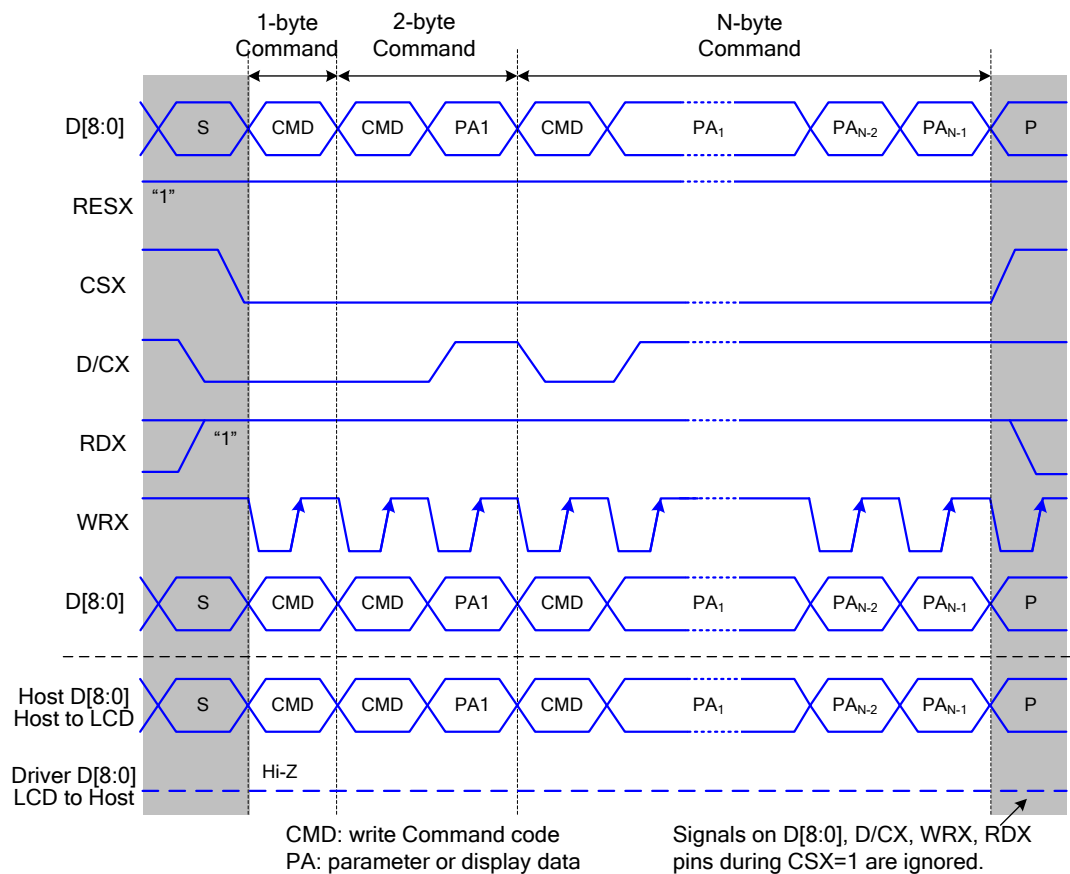 1-byte Command
2-byte Command
N-byte Command
D[8:0] S CMD CMD PA1 CMD PA₁ PAN-2 PAN-1 P
RESX “1”
CSX
D/CX
RDX “1”
WRX
D[8:0] S CMD CMD PA1 CMD PA₁ PAN-2 PAN-1 P
Host D[8:0]
Host to LCD
S CMD CMD PA1 CMD PA₁ PAN-2 PAN-1 P
Driver D[8:0]
LCD to Host
Hi-Z
CMD: write Command code
PA: parameter or display data
Signals on D[8:0], D/CX, WRX, RDX
pins during CSX=1 are ignored.